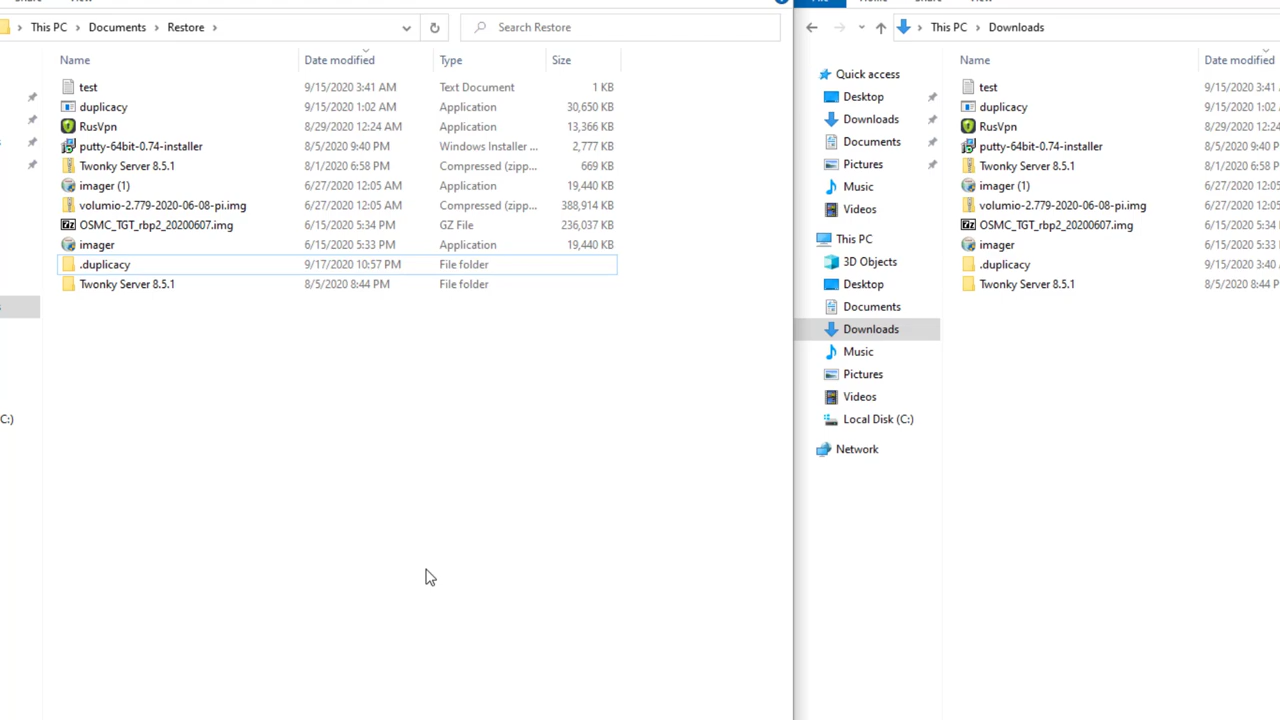 This PC > Documents > Restore >
Search Restore
Name Date modified Type Size
test 9/15/2020 3:41 AM Text Document 1 KB
duplicacy 9/15/2020 1:02 AM Application 30,650 KB
RusVpn 8/29/2020 12:24 AM Application 13,366 KB
putty-64bit-0.74-installer 8/5/2020 9:40 PM Windows Installer ... 2,777 KB
Twonky Server 8.5.1 8/1/2020 6:58 PM Compressed (zipp... 669 KB
imager (1) 6/27/2020 12:05 AM Application 19,440 KB
volumio-2.779-2020-06-08-pi.img 6/27/2020 12:05 AM Compressed (zipp... 388,914 KB
OSMC_TGT_rbp2_20200607.img 6/15/2020 5:34 PM GZ File 236,037 KB
imager 6/15/2020 5:33 PM Application 19,440 KB
.duplicacy 9/17/2020 10:57 PM File folder
Twonky Server 8.5.1 8/5/2020 8:44 PM File folder
C:)
This PC > Downloads
Quick access
Desktop
Downloads
Documents
Pictures
Music
Videos
This PC
3D Objects
Desktop
Documents
Downloads
Music
Pictures
Videos
Local Disk (C:)
Network
Name Date modified
test 9/15/2020 3:41
duplicacy 9/15/2020 1:02
RusVpn 8/29/2020 12:24
putty-64bit-0.74-installer 8/5/2020 9:40 P
Twonky Server 8.5.1 8/1/2020 6:58 P
imager (1) 6/27/2020 12:05
volumio-2.779-2020-06-08-pi.img 6/27/2020 12:05
OSMC_TGT_rbp2_20200607.img 6/15/2020 5:34
imager 6/15/2020 5:33
.duplicacy 9/15/2020 3:40
Twonky Server 8.5.1 8/5/2020 8:44 P